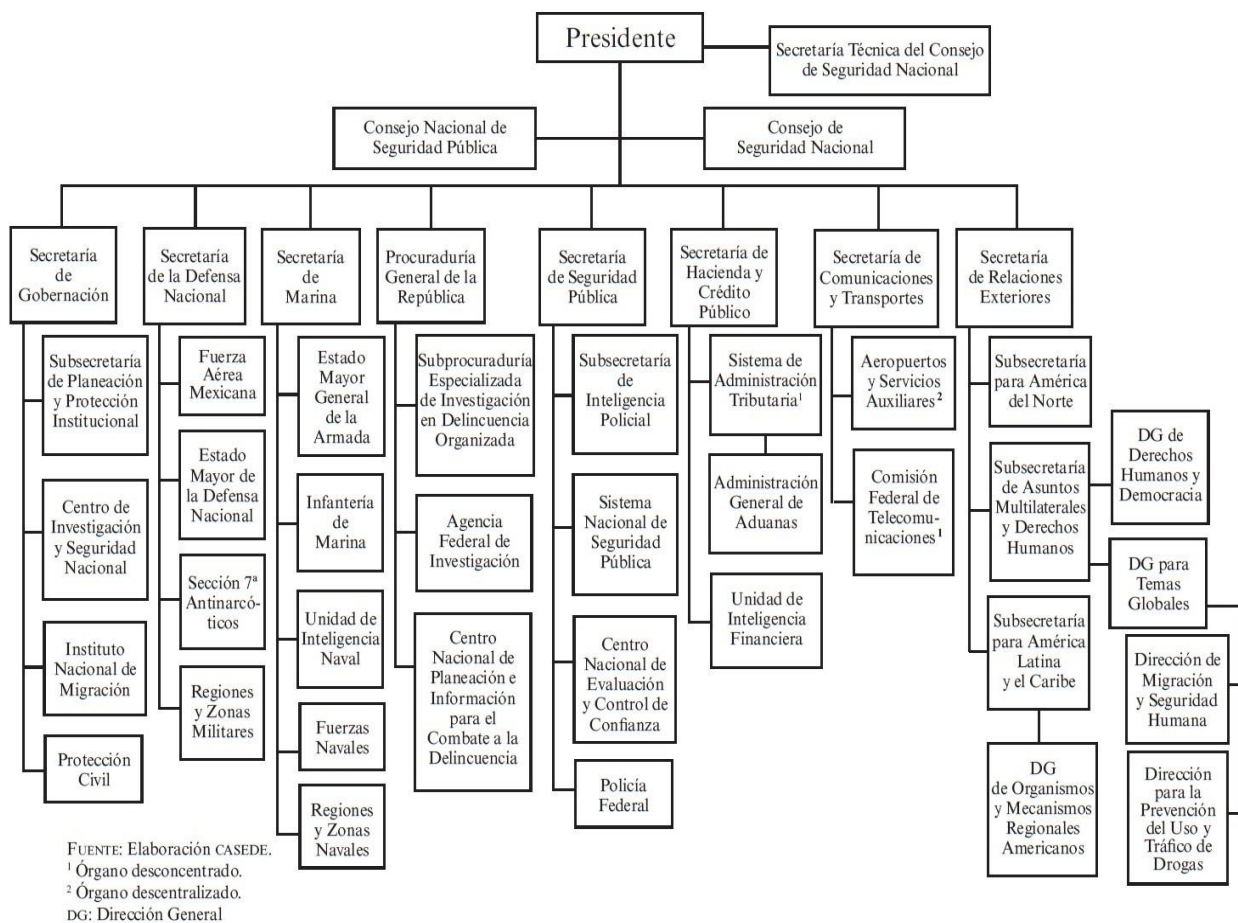 Presidente
Secretaría Técnica del Consejo
de Seguridad Nacional
Consejo Nacional de
Seguridad Pública
Consejo de
Seguridad Nacional
Secretaría
de
Gobernación
Secretaría
de la Defensa
Nacional
Secretaría
de
Marina
Procuraduría
General de la
República
Secretaría
de Seguridad
Pública
Secretaría de
Hacienda y
Crédito
Público
Secretaría de
Comunicaciones
y Transportes
Secretaría
de Relaciones
Exteriores
Subsecretaría
de Planeación
y Protección
Institucional
Centro de
Investigación
y Seguridad
Nacional
Instituto
Nacional de
Migración
Protección
Civil
Fuerza
Aérea
Mexicana
Estado
Mayor de
la Defensa
Nacional
Sección 7ª
Antinarcó-
ticos
Regiones
y Zonas
Militares
Estado
Mayor
General
de la
Armada
Infantería
de
Marina
Unidad de
Inteligencia
Naval
Fuerzas
Navales
Regiones
y Zonas
Navales
Subprocuraduría
Especializada
de Investigación
en Delincuencia
Organizada
Agencia
Federal de
Investigación
Centro
Nacional de
Planeación e
Información
para el
Combate a la
Delincuencia
Subsecretaría
de
Inteligencia
Policial
Sistema
Nacional de
Seguridad
Pública
Centro
Nacional de
Evaluación
y Control de
Confianza
Policía
Federal
Sistema de
Administración
Tributaria¹
Administración
General de
Aduanas
Unidad de
Inteligencia
Financiera
Aeropuertos
y Servicios
Auxiliares²
Comisión
Federal de
Telecomu-
nicaciones¹
Subsecretaría
para América
del Norte
Subsecretaría
de Asuntos
Multilaterales
y Derechos
Humanos
Subsecretaría
para América
Latina
y el Caribe
DG
de Organismos
y Mecanismos
Regionales
Americanos
DG de
Derechos
Humanos y
Democracia
DG para
Temas
Globales
Dirección de
Migración
y Seguridad
Humana
Dirección
para la
Prevención
del Uso y
Tráfico de
Drogas
FUENTE: Elaboración CASEDE.
¹ Órgano desconcentrado.
² Órgano descentralizado.
DG: Dirección General